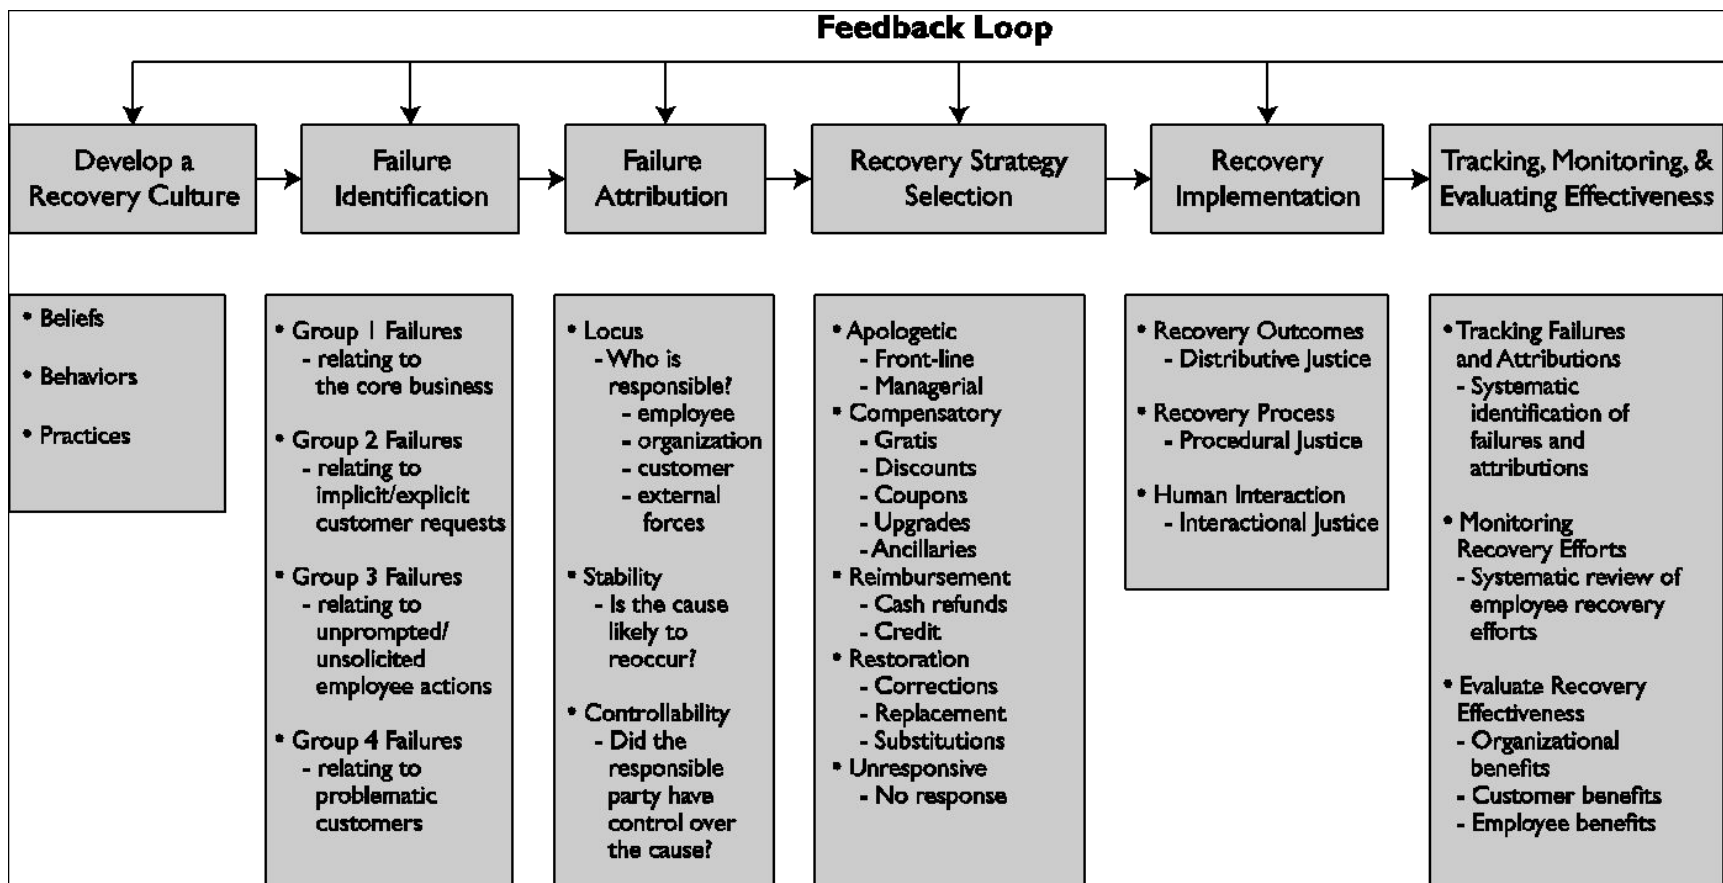 Feedback Loop
Develop a
Recovery Culture
Failure
Identification
Failure
Attribution
Recovery Strategy
Selection
Recovery
Implementation
Tracking, Monitoring, &
Evaluating Effectiveness
• Beliefs
• Behaviors
• Practices
• Group 1 Failures
- relating to
the core business
• Group 2 Failures
- relating to
implicit/explicit
customer requests
• Group 3 Failures
- relating to
unprompted/
unsolicited
employee actions
• Group 4 Failures
- relating to
problematic
customers
• Locus
- Who is
responsible?
- employee
- organization
- customer
- external
forces
• Stability
- Is the cause
likely to
reoccur?
• Controllability
- Did the
responsible
party have
control over
the cause?
• Apologetic
- Front-line
- Managerial
• Compensatory
- Gratis
- Discounts
- Coupons
- Upgrades
- Ancillaries
• Reimbursement
- Cash refunds
- Credit
• Restoration
- Corrections
- Replacement
- Substitutions
• Unresponsive
- No response
• Recovery Outcomes
- Distributive Justice
• Recovery Process
- Procedural Justice
• Human Interaction
- Interactional Justice
• Tracking Failures
and Attributions
- Systematic
identification of
failures and
attributions
• Monitoring
Recovery Efforts
- Systematic review of
employee recovery
efforts
• Evaluate Recovery
Effectiveness
- Organizational
benefits
- Customer benefits
- Employee benefits